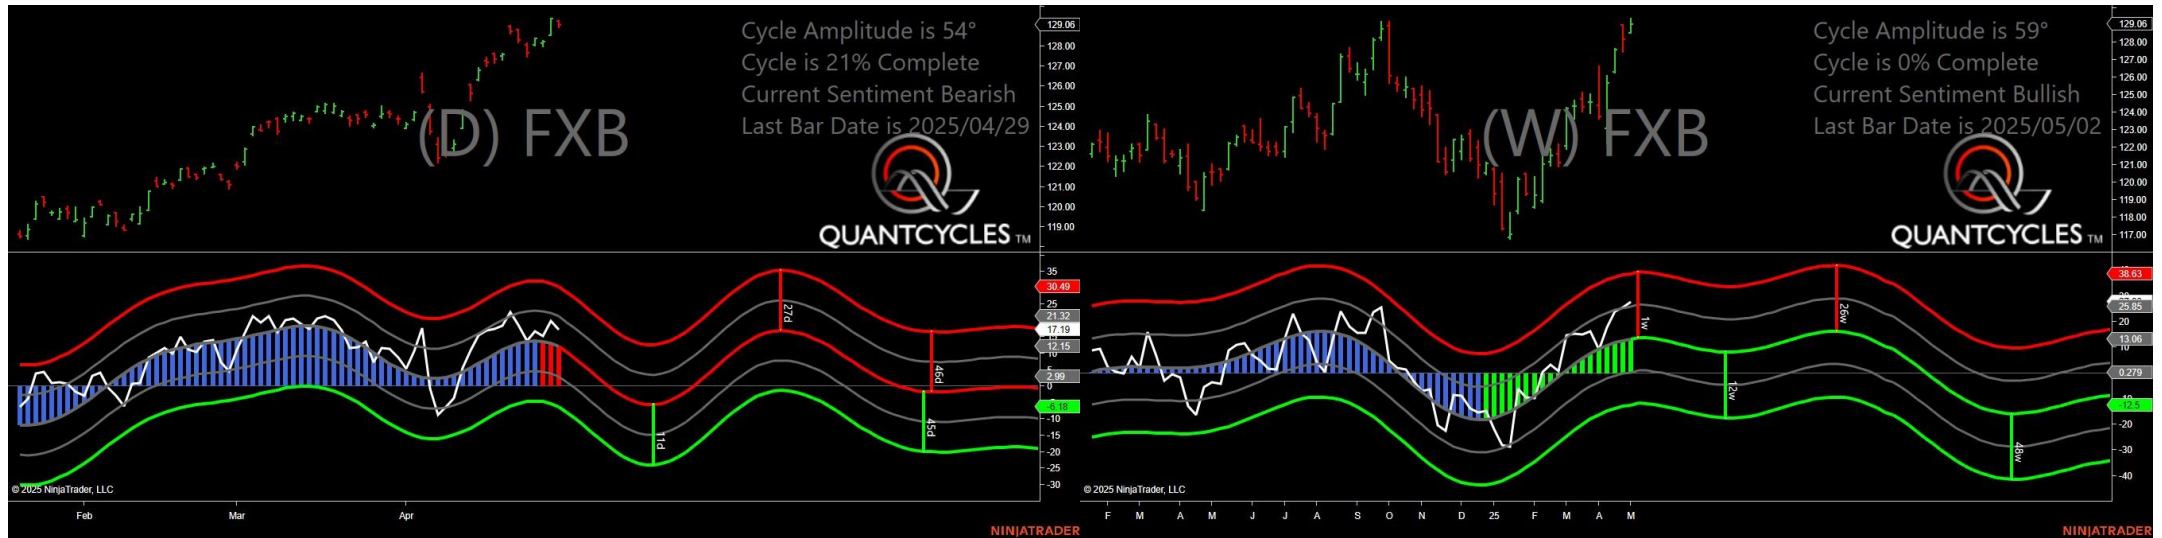 Cycle Amplitude is 54°
Cycle is 21% Complete
Current Sentiment Bearish
Last Bar Date is 2025/04/29
(D) FXB
QUANTCYCLES TM
129.06
128.00
127.00
126.00
125.00
124.00
123.00
122.00
121.00
120.00
119.00
35
30.49
25
21.32
17.19
12.15
2.99
0
-6.18
-10
-15
-20
-25
-30
27d
46d
11d
45d
© 2025 NinjaTrader, LLC
Feb Mar Apr
NINJATRADER
Cycle Amplitude is 59°
Cycle is 0% Complete
Current Sentiment Bullish
Last Bar Date is 2025/05/02
(W) FXB
QUANTCYCLES TM
129.06
128.00
127.00
126.00
125.00
124.00
123.00
122.00
121.00
120.00
119.00
118.00
117.00
38.63
25.85
20
13.06
0.279
-12.5
-20
-30
-40
1w
26w
12w
48w
© 2025 NinjaTrader, LLC
F M A M J J A S O N D 25 F M A M
NINJATRADER